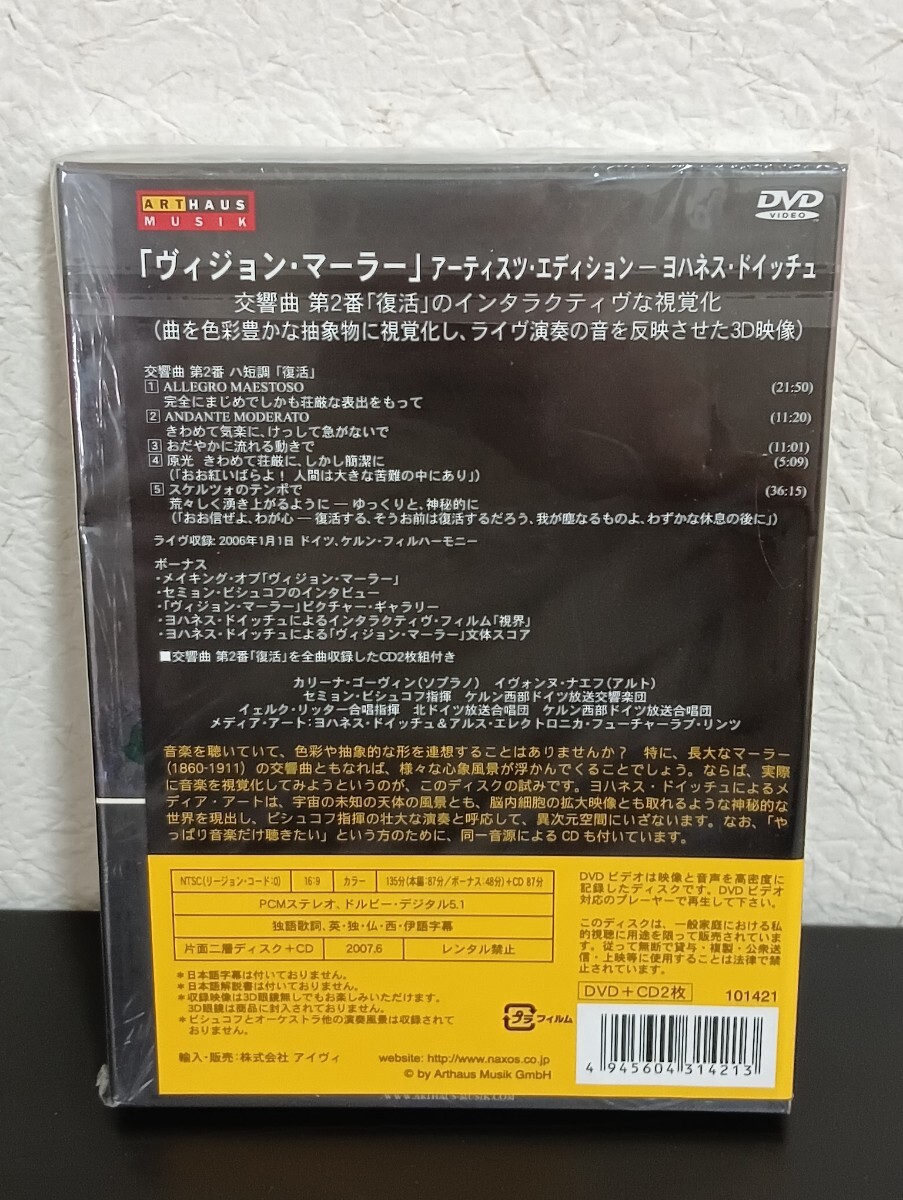 ARTHAUS
MUSIK
DVD
VIDEO
「ヴィジョン・マーラー」アーティスツ・エディション ― ヨハネス・ドイッチュ
交響曲 第2番「復活」のインタラクティヴな視覚化
(曲を色彩豊かな抽象物に視覚化し、ライヴ演奏の音を反映させた3D映像)
交響曲 第2番 ハ短調 「復活」
1 ALLEGRO MAESTOSO (21:50)
完全にまじめでしかも荘厳な表出をもって
2 ANDANTE MODERATO (11:20)
きわめて気楽に、けっして急がないで
3 おだやかに流れる動きで (11:01)
4 原光 きわめて荘厳に、しかし簡潔に (5:09)
(「おお紅いばらよ! 人間は大きな苦難の中にあり」)
5 スケルツォのテンポで (36:15)
荒々しく湧き上がるように ― ゆっくりと、神秘的に
(「おお信ぜよ、わが心 ― 復活する、そうお前は復活するだろう、我が塵なるものよ、わずかな休息の後に」)
ライヴ収録: 2006年1月1日 ドイツ、ケルン・フィルハーモニー
ボーナス
・メイキング・オブ「ヴィジョン・マーラー」
・セミョン・ビシュコフのインタビュー
・「ヴィジョン・マーラー」ピクチャー・ギャラリー
・ヨハネス・ドイッチュによるインタラクティヴ・フィルム「視界」
・ヨハネス・ドイッチュによる「ヴィジョン・マーラー」文体スコア
■交響曲 第2番「復活」を全曲収録したCD2枚組付き
カリーナ・ゴーヴィン(ソプラノ) イヴォンヌ・ナエフ(アルト)
セミョン・ビシュコフ指揮 ケルン西部ドイツ放送交響楽団
イェルク・リッター合唱指揮 北ドイツ放送合唱団 ケルン西部ドイツ放送合唱団
メディア・アート:ヨハネス・ドイッチュ&アルス・エレクトロニカ・フューチャーラブ・リンツ
音楽を聴いていて、色彩や抽象的な形を連想することはありませんか? 特に、長大なマーラー
(1860-1911) の交響曲ともなれば、様々な心象風景が浮かんでくることでしょう。ならば、実際
に音楽を視覚化してみようというのが、このディスクの試みです。ヨハネス・ドイッチュによるメ
ディア・アートは、宇宙の未知の天体の風景とも、脳内細胞の拡大映像とも取れるような神秘的な
世界を現出し、ビシュコフ指揮の壮大な演奏と呼応して、異次元空間にいざないます。なお、「や
っぱり音楽だけ聴きたい」という方のために、同一音源による CD も付いています。
NTSC(リージョン・コード:0) 16:9 カラー 135分(本編:87分/ボーナス:48分)+CD 87分
PCMステレオ、ドルビー・デジタル5.1
独語歌詞、英・独・仏・西・伊語字幕
片面二層ディスク+CD 2007.6 レンタル禁止
*日本語字幕は付いておりません。
*日本語解説書は付いておりません。
*収録映像は3D眼鏡無しでもお楽しみいただけます。
3D眼鏡は商品に封入されておりません。
*ビシュコフとオーケストラ他の演奏風景は収録されて
おりません。
輸入・販売:株式会社 アイヴィ
website: http://www.naxos.co.jp
© by Arthaus Musik GmbH
プラ フィルム
DVD ビデオは映像と音声を高密度に
記録したディスクです。DVD ビデオ
対応のプレーヤーで再生して下さい。
このディスクは、一般家庭における私
的視聴に用途を限って販売されていま
す。従って無断で貸与・複製・公衆送
信・上映等に使用することは法律で禁
止されています。
DVD+CD2枚 101421
4 945604 314213
WWW.ARTHAUS-MUSIK.COM